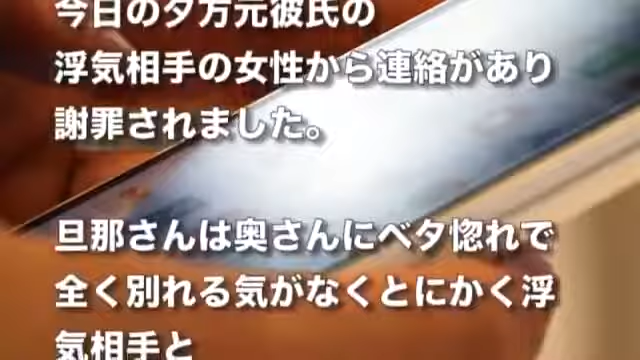 今日の夕方元彼氏の
浮気相手の女性から連絡があり
謝罪されました。
旦那さんは奥さんにベタ惚れで
全く別れる気がなくとにかく浮
気相手と